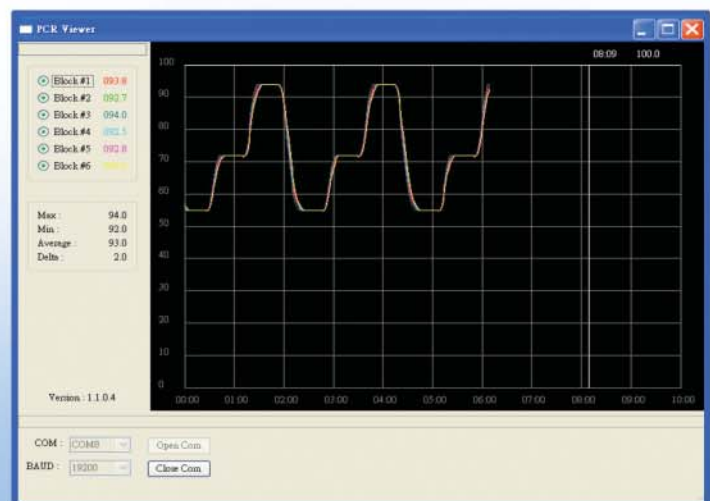 PCR Viewer
08:09 100.0
Block #1 093.8
Block #2 092.7
Block #3 094.0
Block #4 092.5
Block #5 092.8
Block #6
Max : 94.0
Min : 92.0
Average : 93.0
Delta : 2.0
Version : 1.1.0.4
100
90
80
70
60
50
40
30
20
10
0
00:00 01:00 02:00 03:00 04:00 05:00 06:00 07:00 08:00 09:00 10:00
COM : COM8 Open Com
BAUD : 19200 Close Com